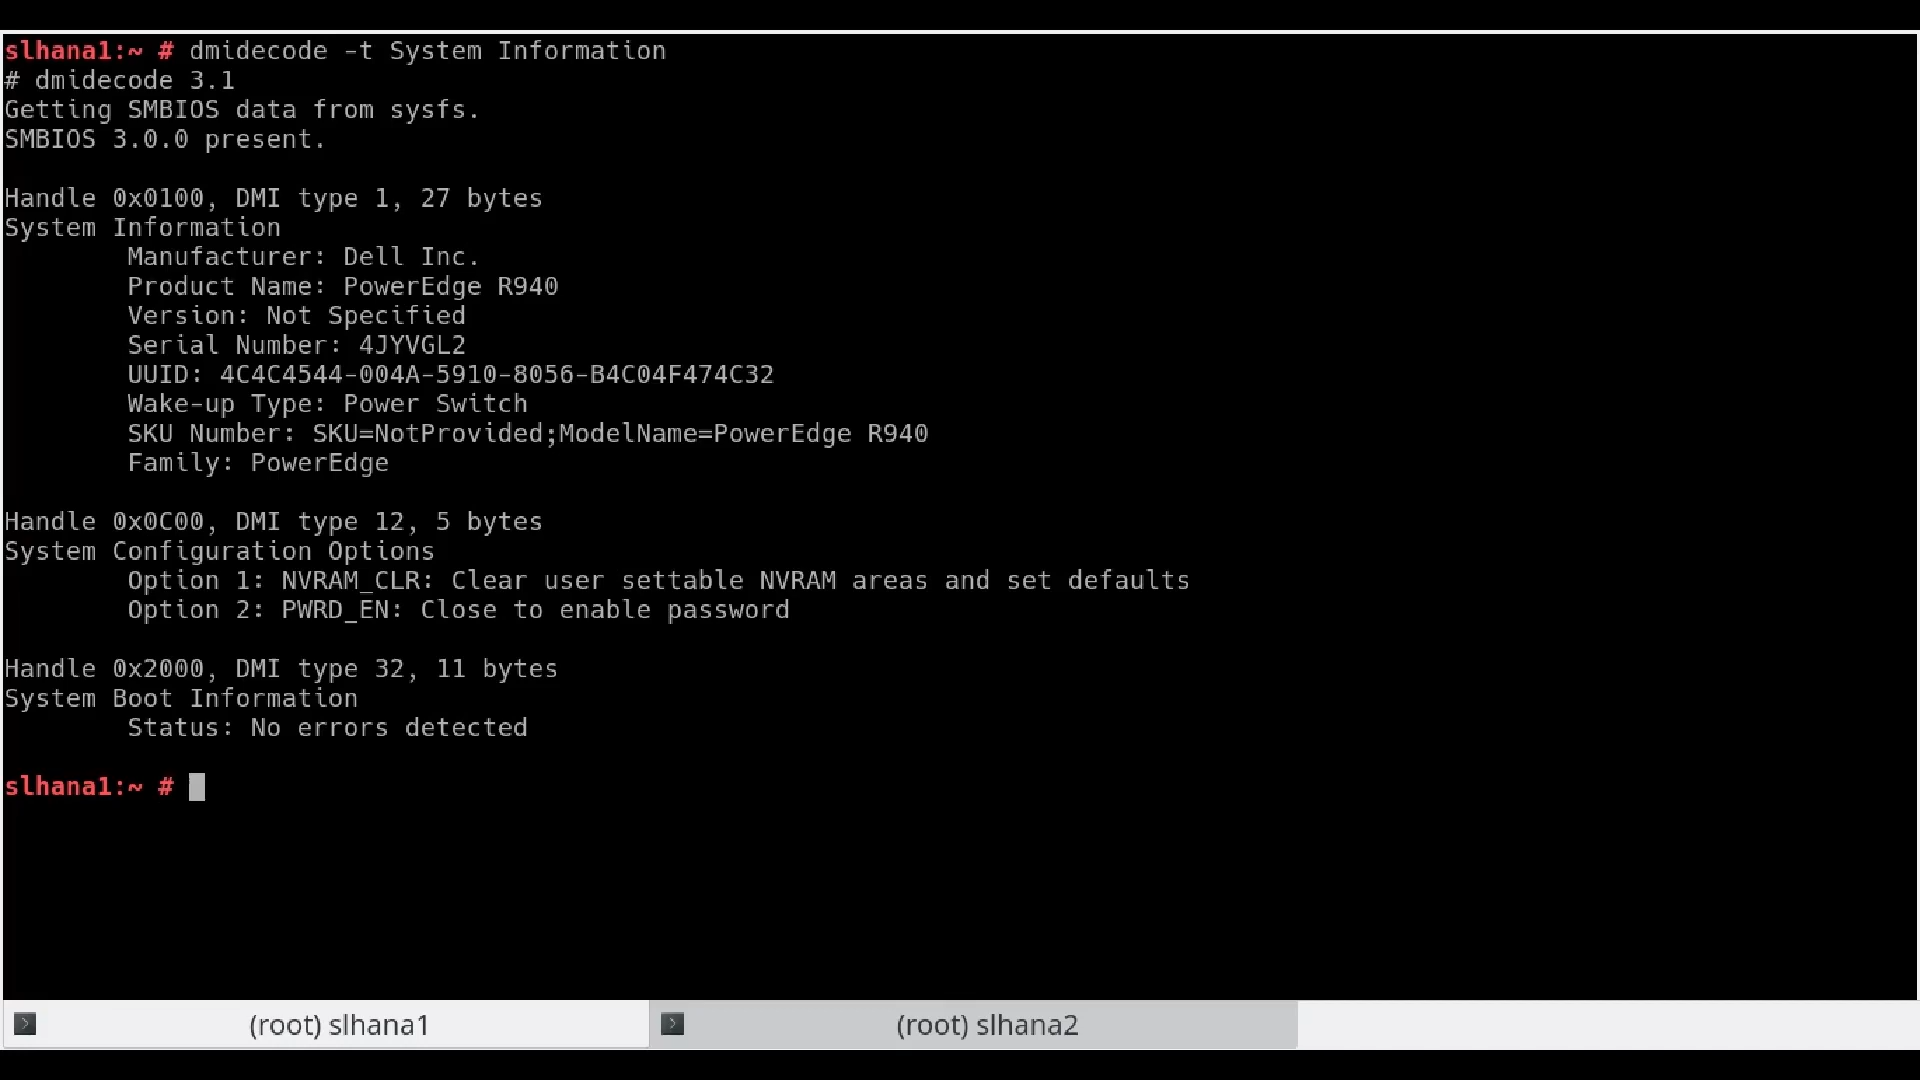 slhana1:~ # dmidecode -t System Information
# dmidecode 3.1
Getting SMBIOS data from sysfs.
SMBIOS 3.0.0 present.
Handle 0x0100, DMI type 1, 27 bytes
System Information
Manufacturer: Dell Inc.
Product Name: PowerEdge R940
Version: Not Specified
Serial Number: 4JYVGL2
UUID: 4C4C4544-004A-5910-8056-B4C04F474C32
Wake-up Type: Power Switch
SKU Number: SKU=NotProvided;ModelName=PowerEdge R940
Family: PowerEdge
Handle 0x0C00, DMI type 12, 5 bytes
System Configuration Options
Option 1: NVRAM_CLR: Clear user settable NVRAM areas and set defaults
Option 2: PWRD_EN: Close to enable password
Handle 0x2000, DMI type 32, 11 bytes
System Boot Information
Status: No errors detected
slhana1:~ #
(root) slhana1
(root) slhana2